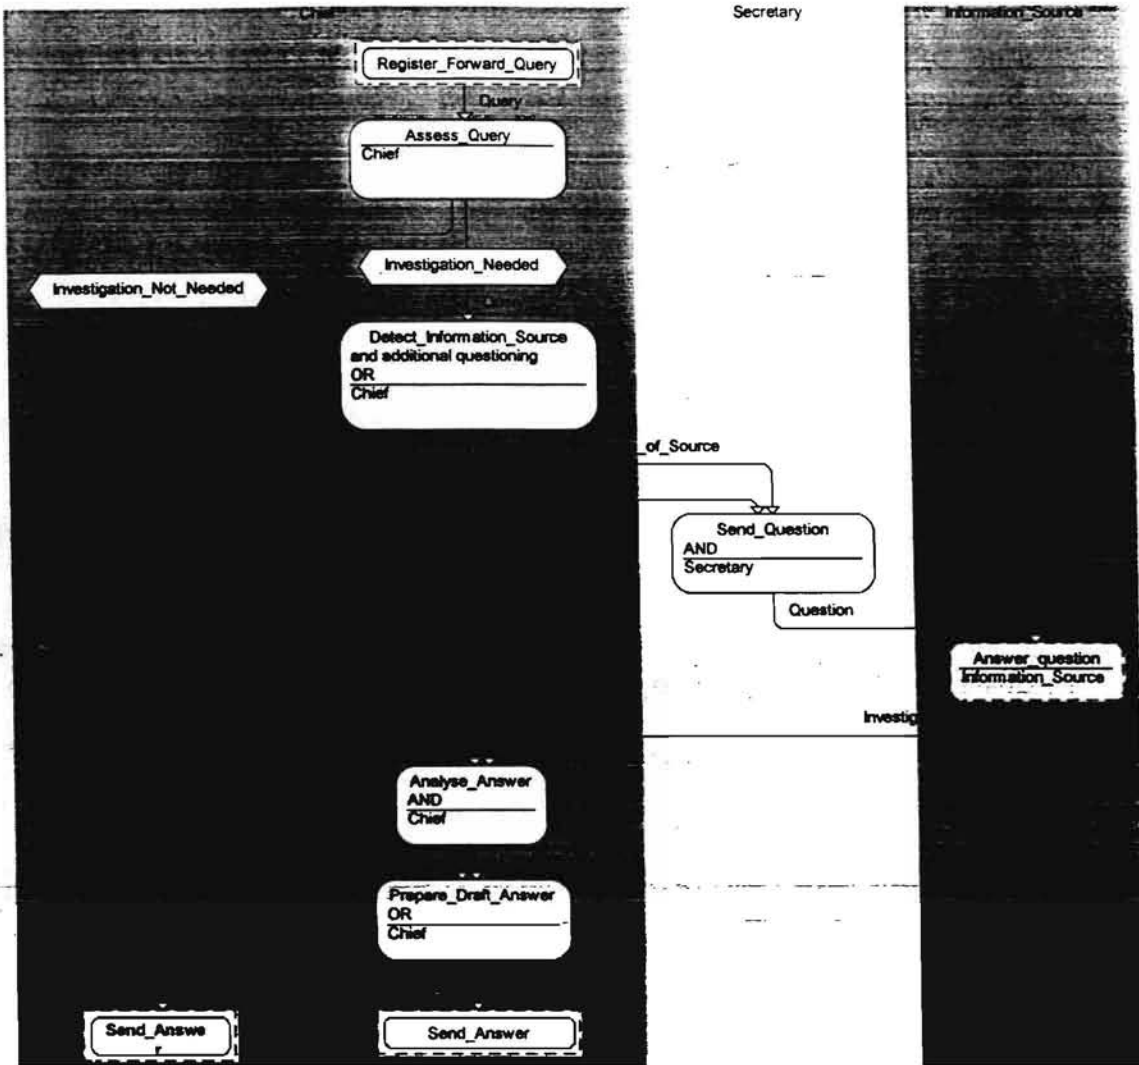 Chief
Secretary
Information_Source
Register_Forward_Query
Query
Assess_Query
Chief
Investigation_Needed
Investigation_Not_Needed
Detect_Information_Source
and additional questioning
OR
Chief
_of_Source
Send_Question
AND
Secretary
Question
Answer_question
Information_Source
Investig
Analyse_Answer
AND
Chief
Prepare_Draft_Answer
OR
Chief
Send_Answe
r
Send_Answer